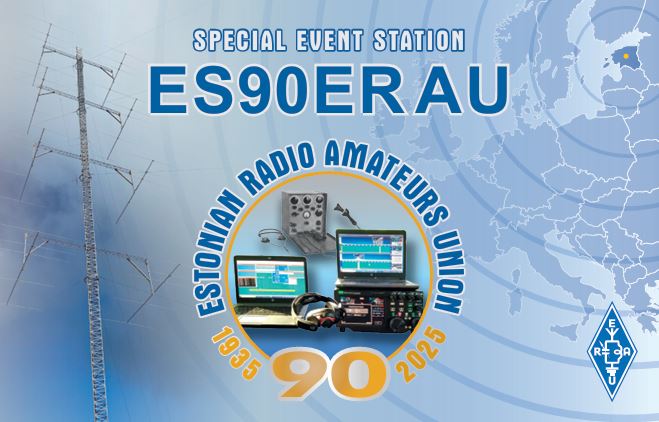 SPECIAL EVENT STATION
ES90ERAU
ESTONIAN RADIO AMATEURS UNION
1935 2025
90
E
R A
U